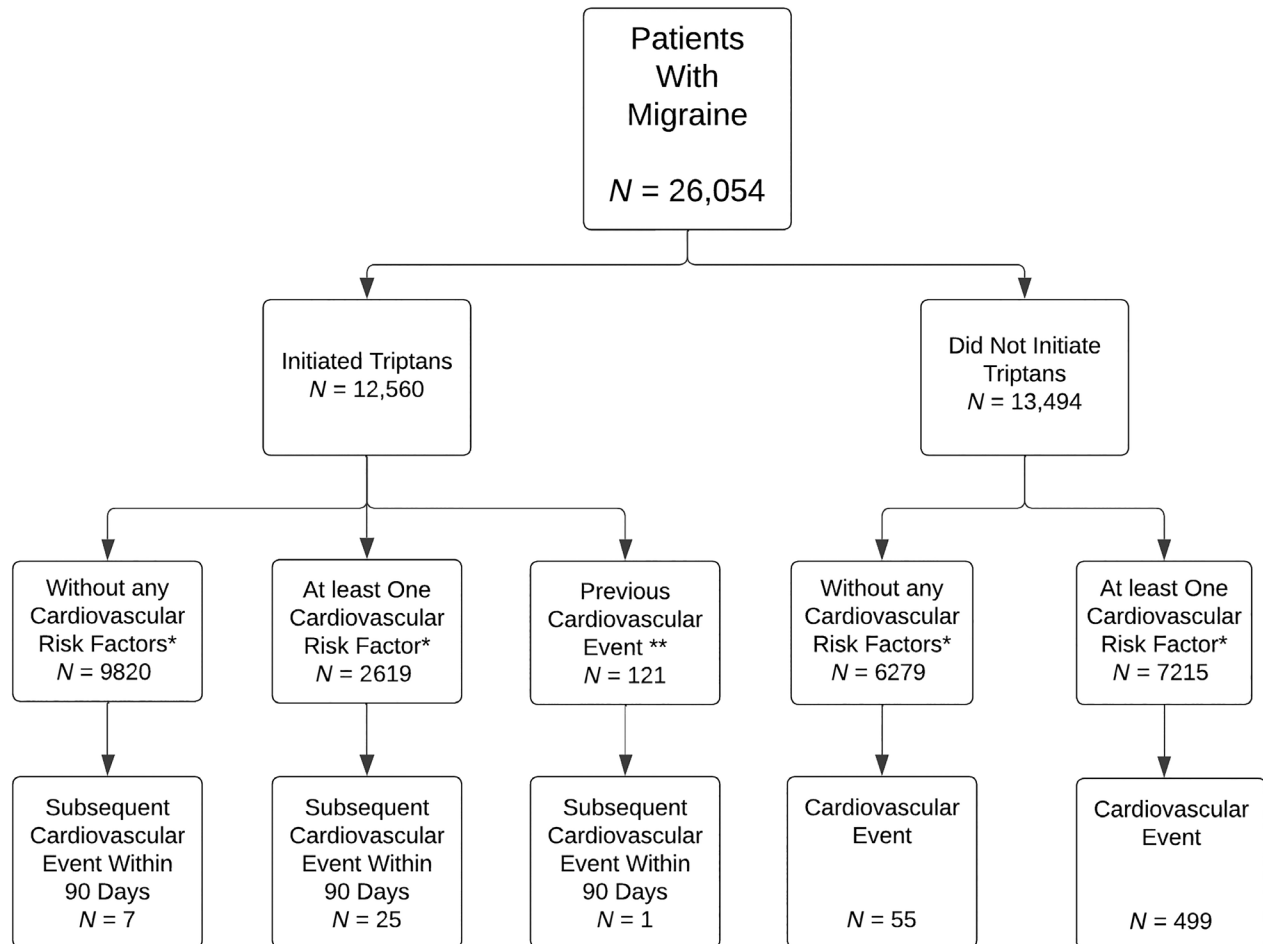 Patients
With
Migraine
N = 26,054
Initiated Triptans
N = 12,560
Did Not Initiate
Triptans
N = 13,494
Without any
Cardiovascular
Risk Factors*
N = 9820
At least One
Cardiovascular
Risk Factor*
N = 2619
Previous
Cardiovascular
Event **
N = 121
Without any
Cardiovascular
Risk Factors*
N = 6279
At least One
Cardiovascular
Risk Factor*
N = 7215
Subsequent
Cardiovascular
Event Within
90 Days
N = 7
Subsequent
Cardiovascular
Event Within
90 Days
N = 25
Subsequent
Cardiovascular
Event Within
90 Days
N = 1
Cardiovascular
Event
N = 55
Cardiovascular
Event
N = 499